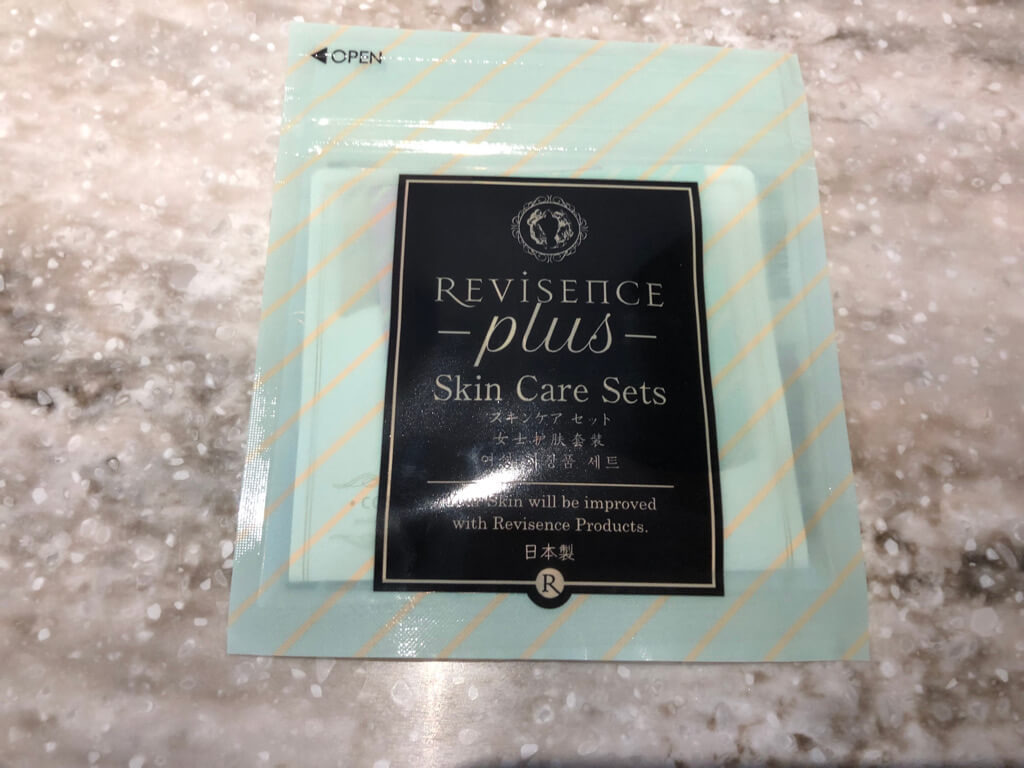 OPEN
REVISENCE
plus
Skin Care Sets
スキンケア セット
女士护肤套装
세트
Skin will be improved
with Revisence Products.
日本製
R